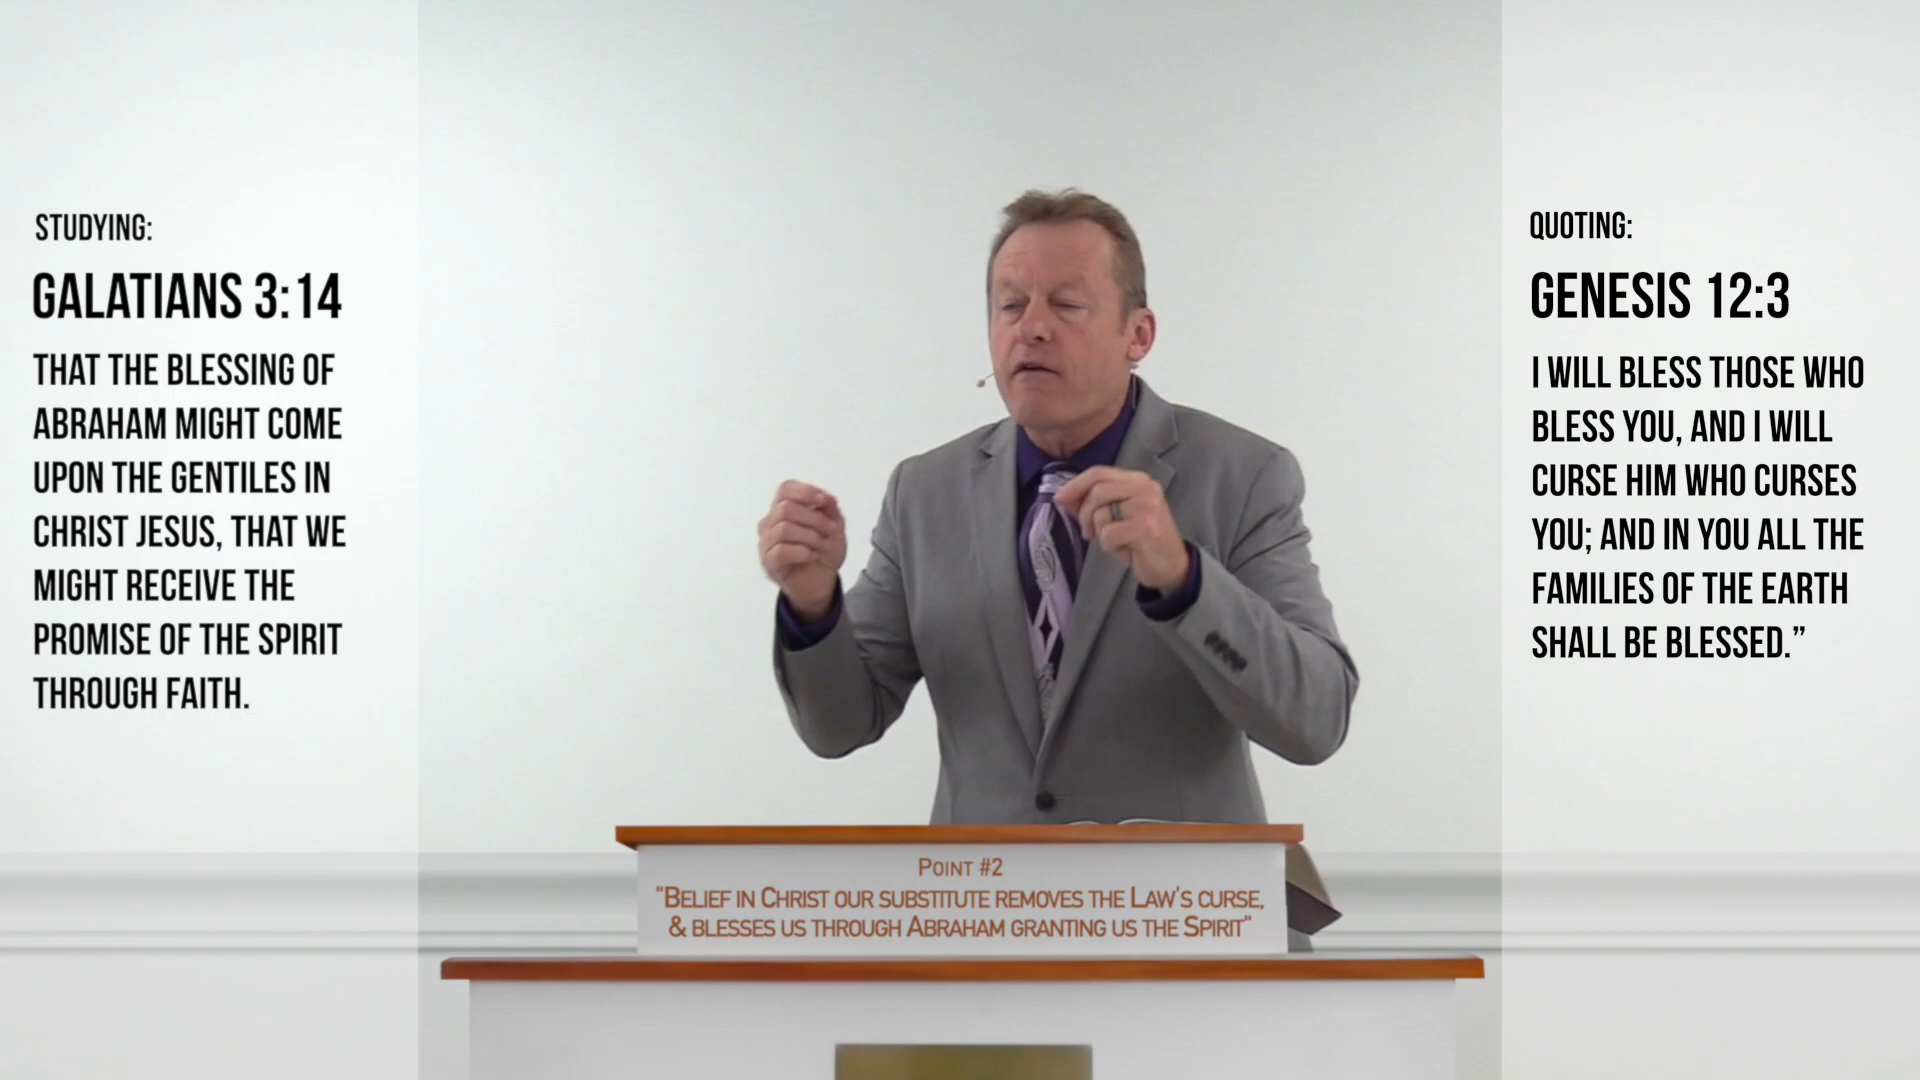 STUDYING:
GALATIANS 3:14
THAT THE BLESSING OF
ABRAHAM MIGHT COME
UPON THE GENTILES IN
CHRIST JESUS, THAT WE
MIGHT RECEIVE THE
PROMISE OF THE SPIRIT
THROUGH FAITH.
QUOTING:
GENESIS 12:3
I WILL BLESS THOSE WHO
BLESS YOU, AND I WILL
CURSE HIM WHO CURSES
YOU; AND IN YOU ALL THE
FAMILIES OF THE EARTH
SHALL BE BLESSED.”
POINT #2
"BELIEF IN CHRIST OUR SUBSTITUTE REMOVES THE LAW'S CURSE,
& BLESSES US THROUGH ABRAHAM GRANTING US THE SPIRIT"